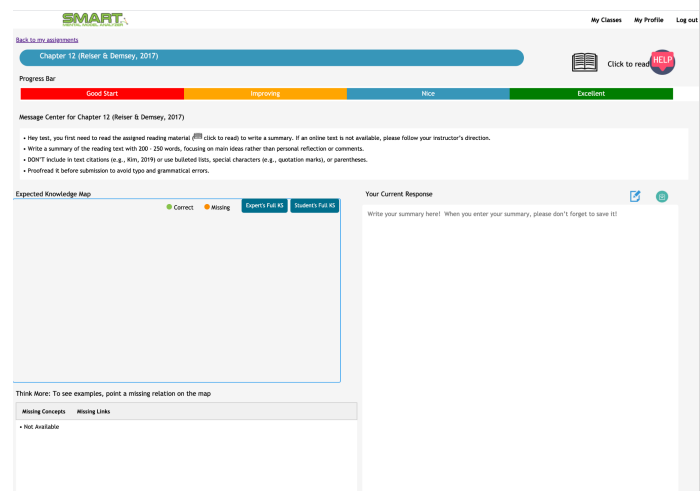 SMART
MENTAL MODEL ANALYZER
My Classes My Profile Log out
Back to my assignments
Chapter 12 (Reiser & Demsey, 2017)
Click to read
HELP
Progress Bar
Good Start Improving Nice Excellent
Message Center for Chapter 12 (Reiser & Demsey, 2017)
• Hey test, you first need to read the assigned reading material ( click to read) to write a summary. If an online text is not available, please follow your instructor's direction.
• Write a summary of the reading text with 200 - 250 words, focusing on main ideas rather than personal reflection or comments.
• DON'T include in text citations (e.g., Kim, 2019) or use bulleted lists, special characters (e.g., quotation marks), or parentheses.
• Proofread it before submission to avoid typo and grammatical errors.
Expected Knowledge Map
Correct Missing Expert's Full KS Student's Full KS
Your Current Response
Write your summary here! When you enter your summary, please don't forget to save it!
Think More: To see examples, point a missing relation on the map
Missing Concepts Missing Links
• Not Available